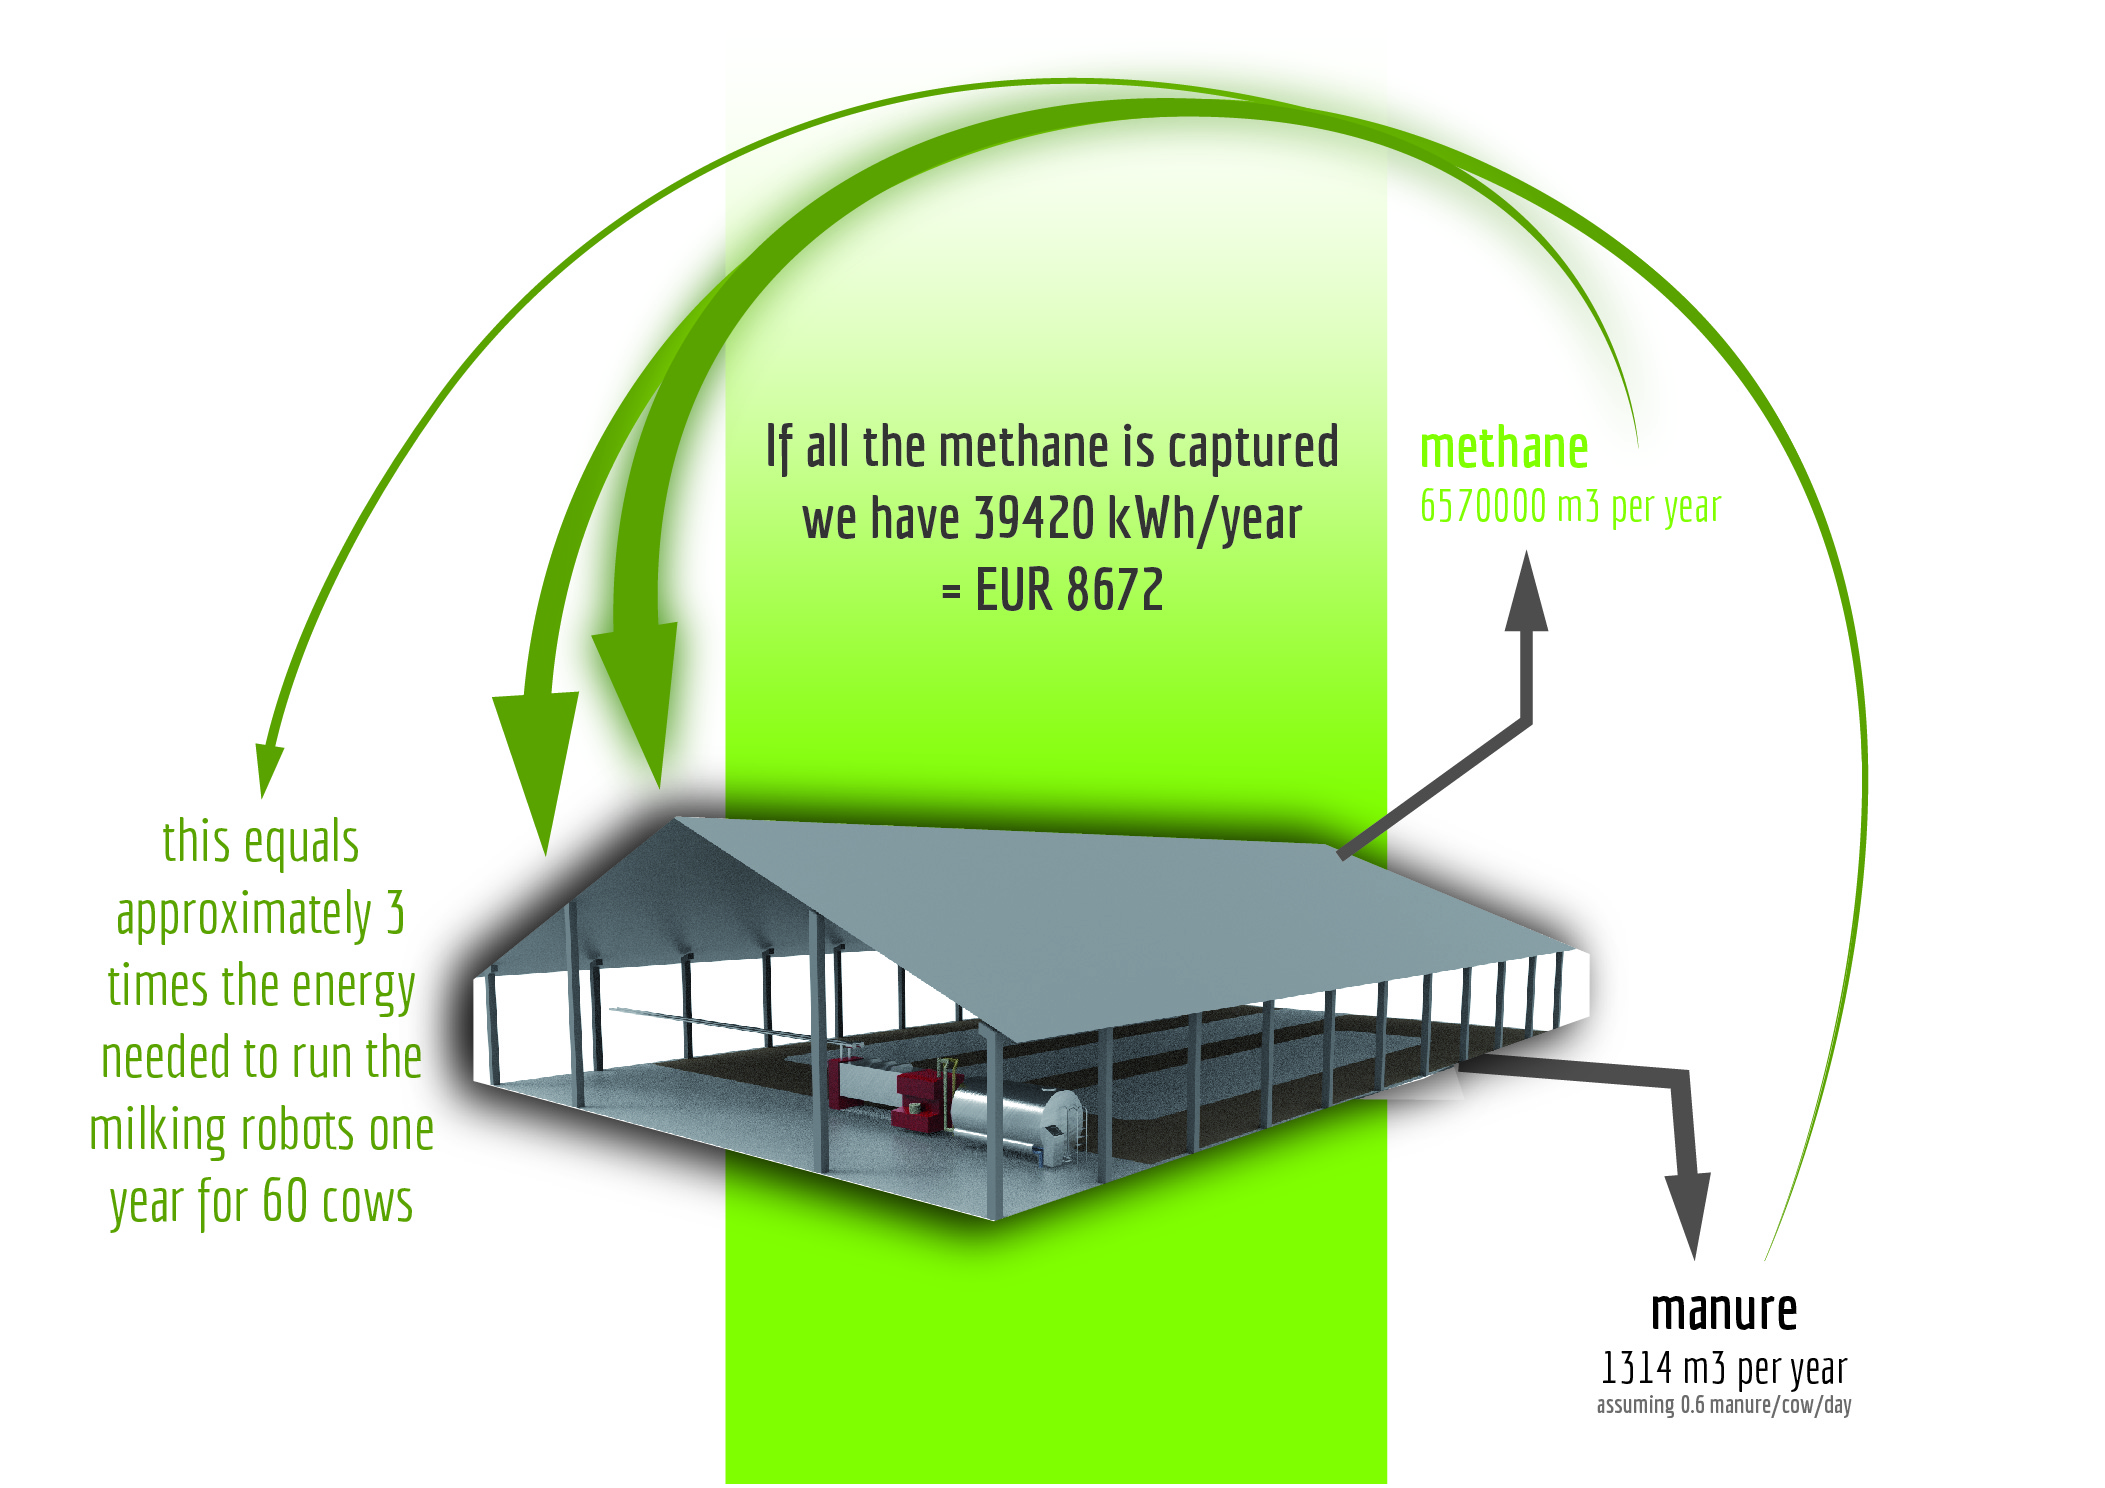 If all the methane is captured
we have 39420 kWh/year
= EUR 8672
methane
6570000 m3 per year
this equals
approximately 3
times the energy
needed to run the
milking robots one
year for 60 cows
manure
1314 m3 per year
assuming 0.6 manure/cow/day